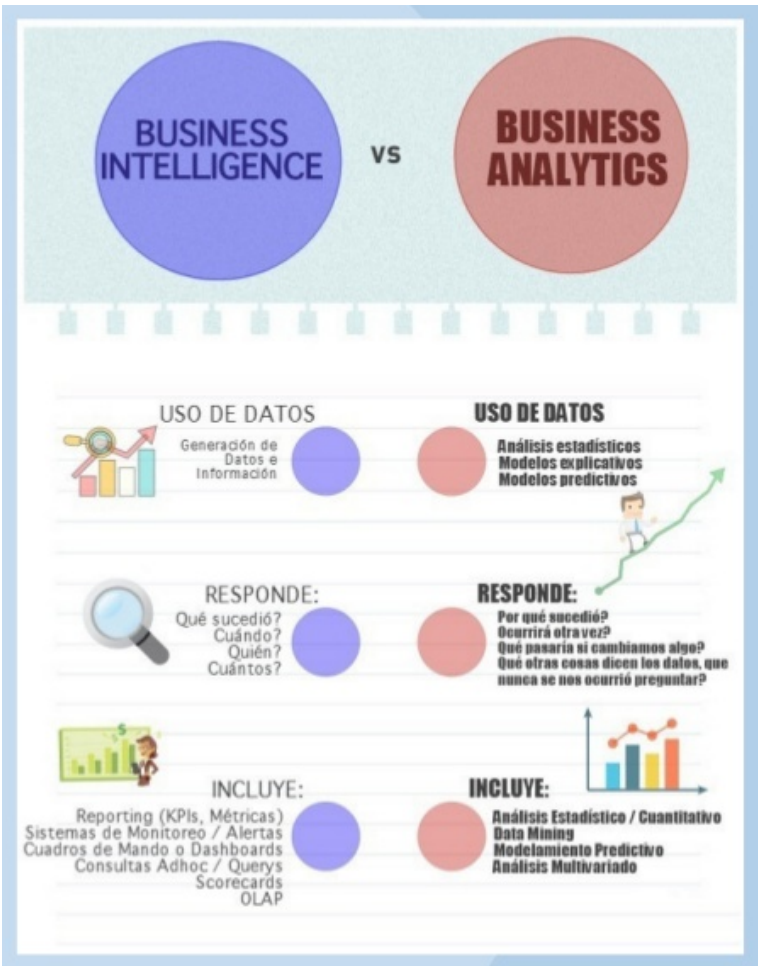 BUSINESS
INTELLIGENCE
vs
BUSINESS
ANALYTICS
USO DE DATOS
Generación de
Datos e
Información
USO DE DATOS
Análisis estadísticos
Modelos explicativos
Modelos predictivos
RESPONDE:
Qué sucedió?
Cuándo?
Quién?
Cuántos?
RESPONDE:
Por qué sucedió?
Ocurrirá otra vez?
Qué pasaría si cambiamos algo?
Qué otras cosas dicen los datos, que
nunca se nos ocurrió preguntar?
$
$
INCLUYE:
Reporting (KPIs, Métricas)
Sistemas de Monitoreo / Alertas
Cuadros de Mando o Dashboards
Consultas Adhoc / Querys
Scorecards
OLAP
INCLUYE:
Análisis Estadístico / Cuantitativo
Data Mining
Modelamiento Predictivo
Análisis Multivariado